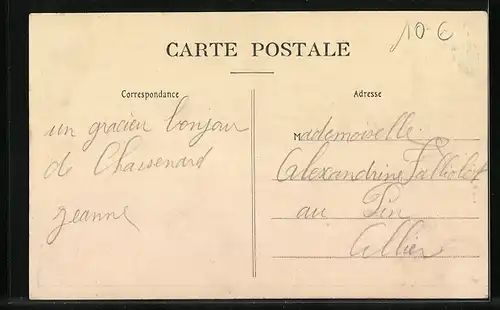 10 €
CARTE POSTALE
Correspondance
Adresse
un gracieu bonjour
de Chassenard
Jeanne
Mademoiselle
Alexandrine
au Pin
Allier